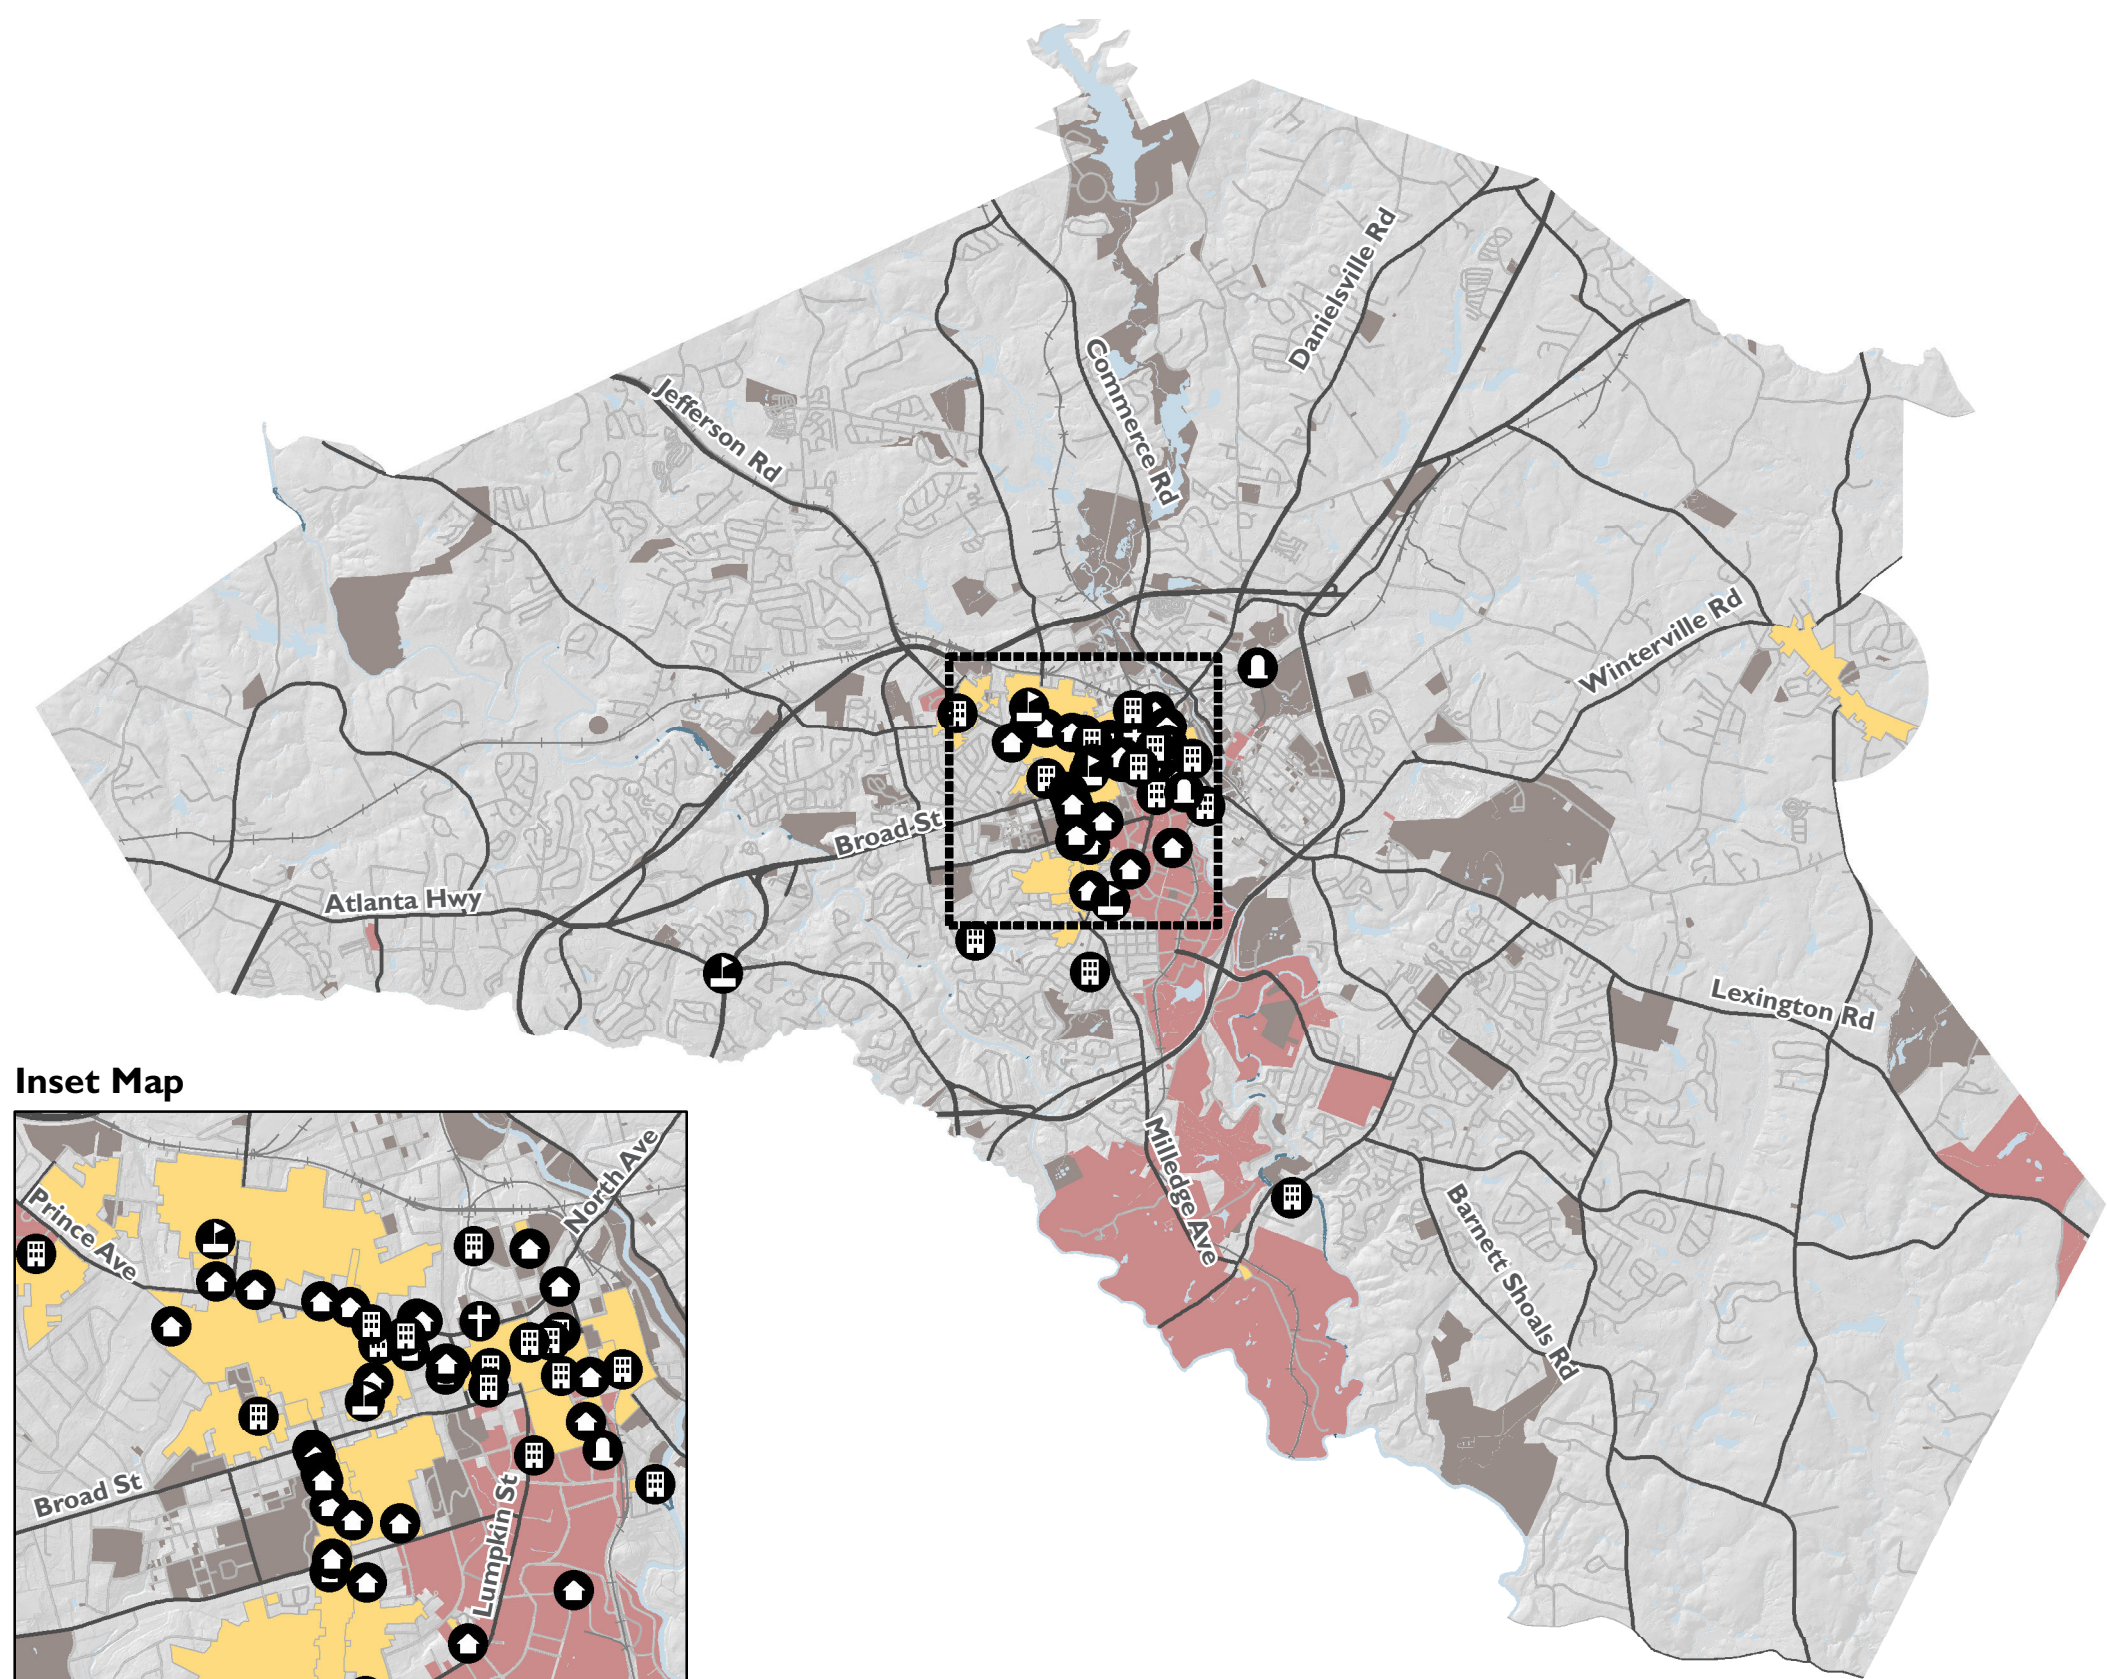 Danielsville Rd
Commerce Rd
Jefferson Rd
Winterville Rd
Broad St
Atlanta Hwy
Lexington Rd
Milledge Ave
Barnett Shoals Rd
Inset Map
North Ave
Prince Ave
Broad St
Lumpkin St